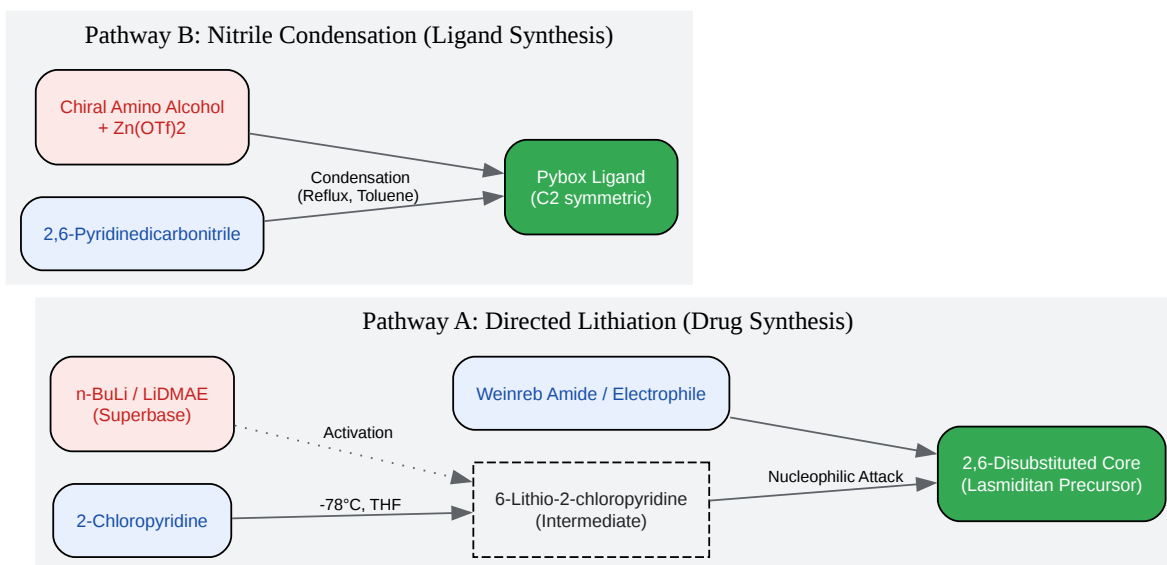 Pathway B: Nitrile Condensation (Ligand Synthesis)
Chiral Amino Alcohol
+ Zn(OTf)2
Condensation
(Reflux, Toluene)
Pybox Ligand
(C2 symmetric)
2,6-Pyridinedicarbonitrile
Pathway A: Directed Lithiation (Drug Synthesis)
n-BuLi / LiDMAE
(Superbase)
Activation
Weinreb Amide / Electrophile
2-Chloropyridine
-78°C, THF
6-Lithio-2-chloropyridine
(Intermediate)
Nucleophilic Attack
2,6-Disubstituted Core
(Lasmiditan Precursor)